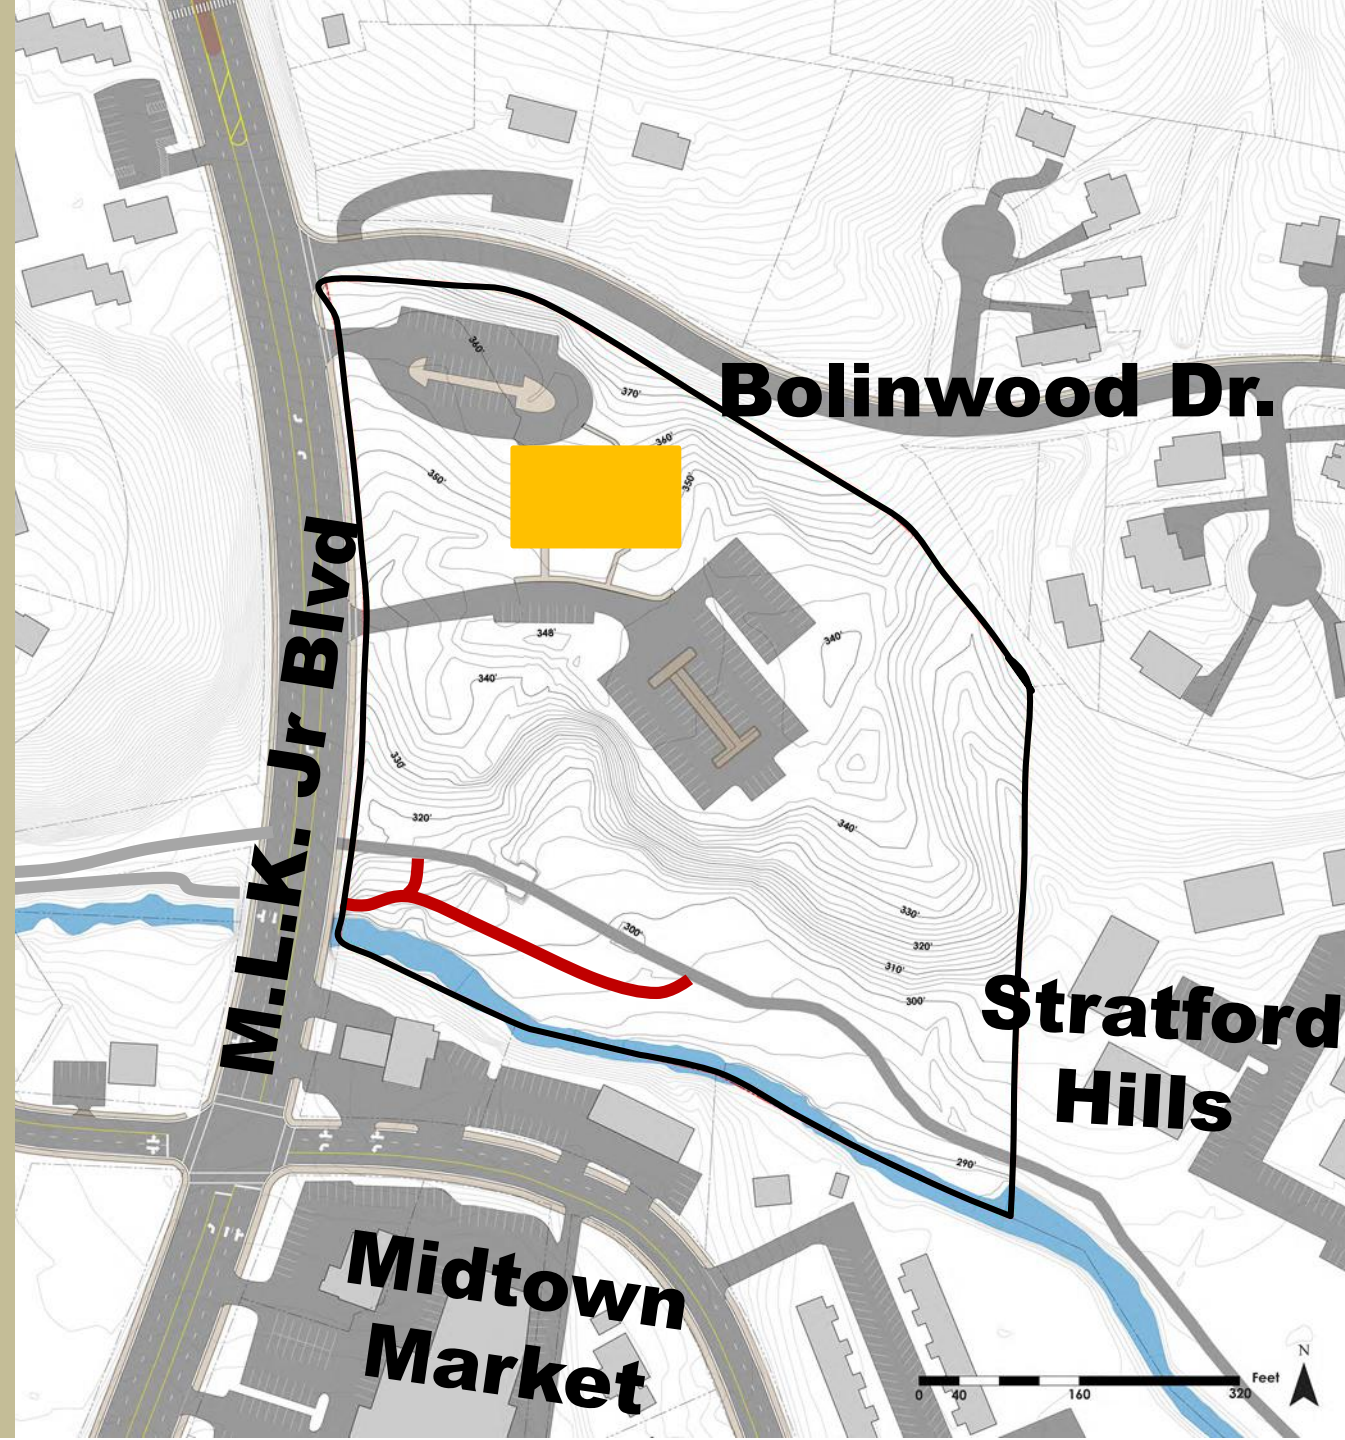 360'
370'
Bolinwood Dr.
360'
350'
350'
M.L.K. Jr Blvd
348'
340'
340'
330'
320'
340'
330'
300'
320'
310'
300'
Stratford
Hills
290'
Midtown
Market
N
Feet
0 40 160 320